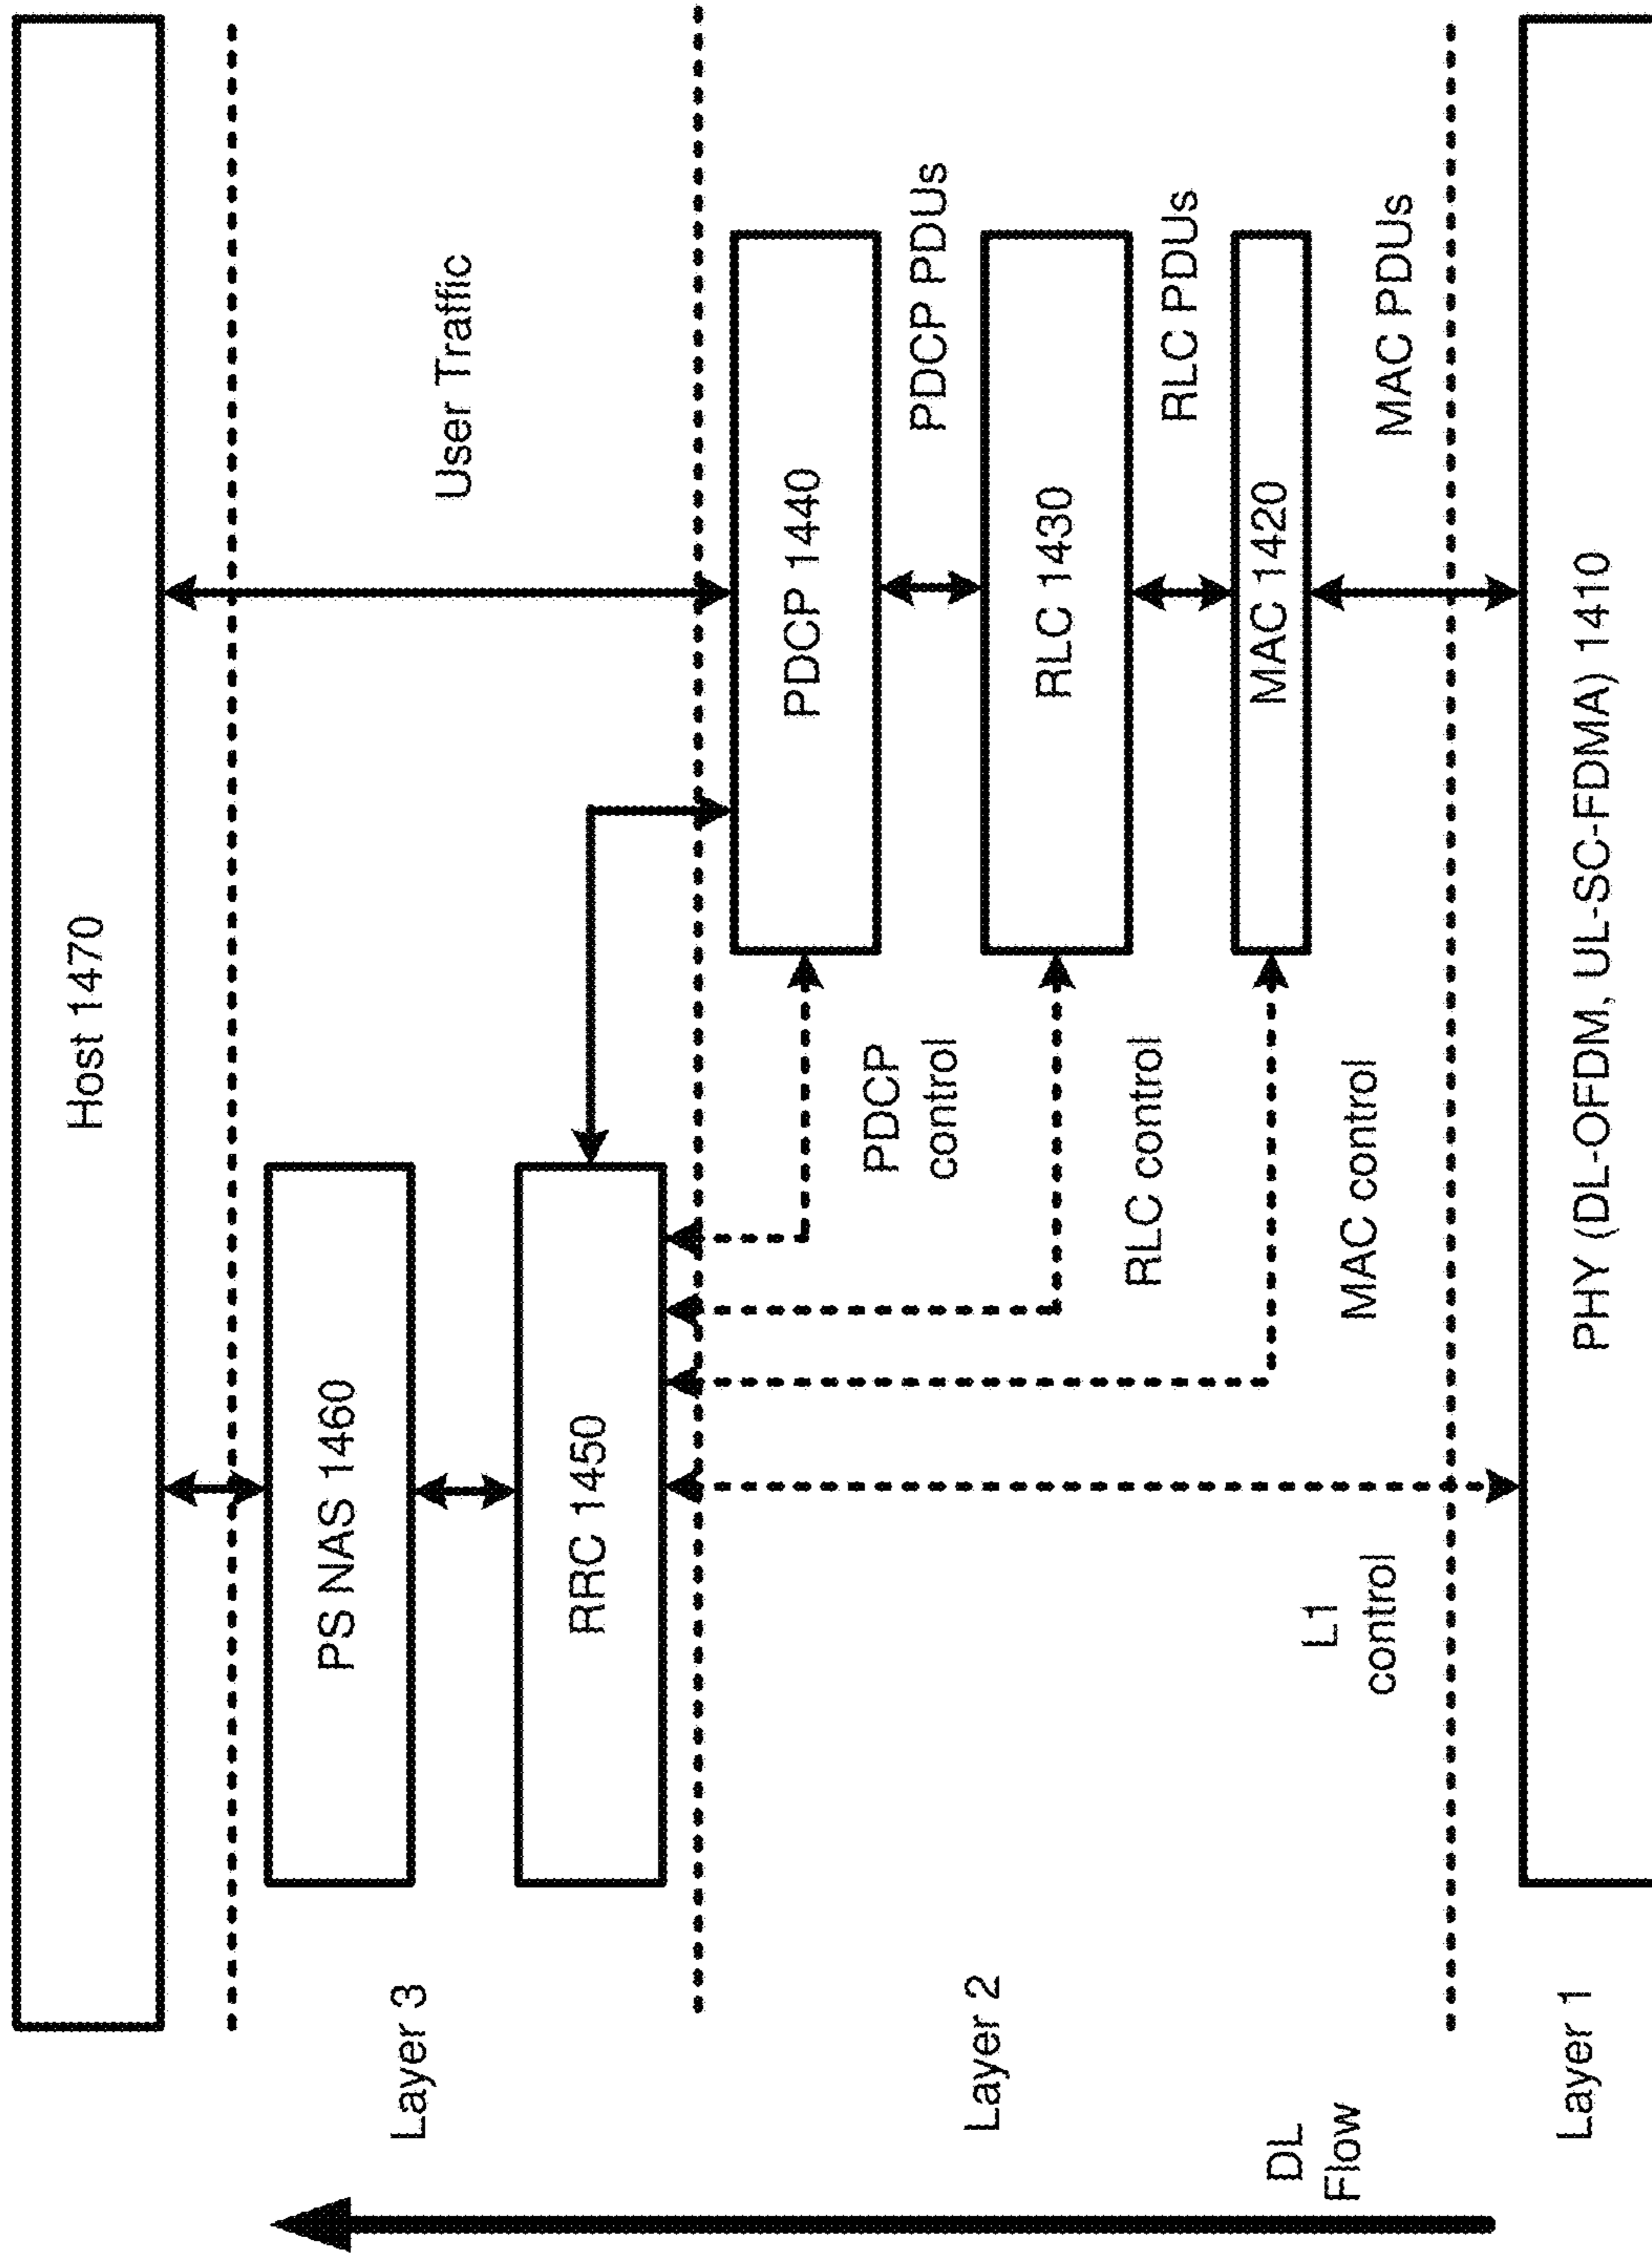 Host 1470
User Traffic
Layer 3
PS NAS 1460
RRC 1450
Layer 2
PDCP 1440
PDCP
control
PDCP PDUs
RLC 1430
RLC control
RLC PDUs
MAC 1420
MAC control
MAC PDUs
L1
control
DL
Flow
Layer 1
PHY (DL-OFDM, UL-SC-FDMA) 1410